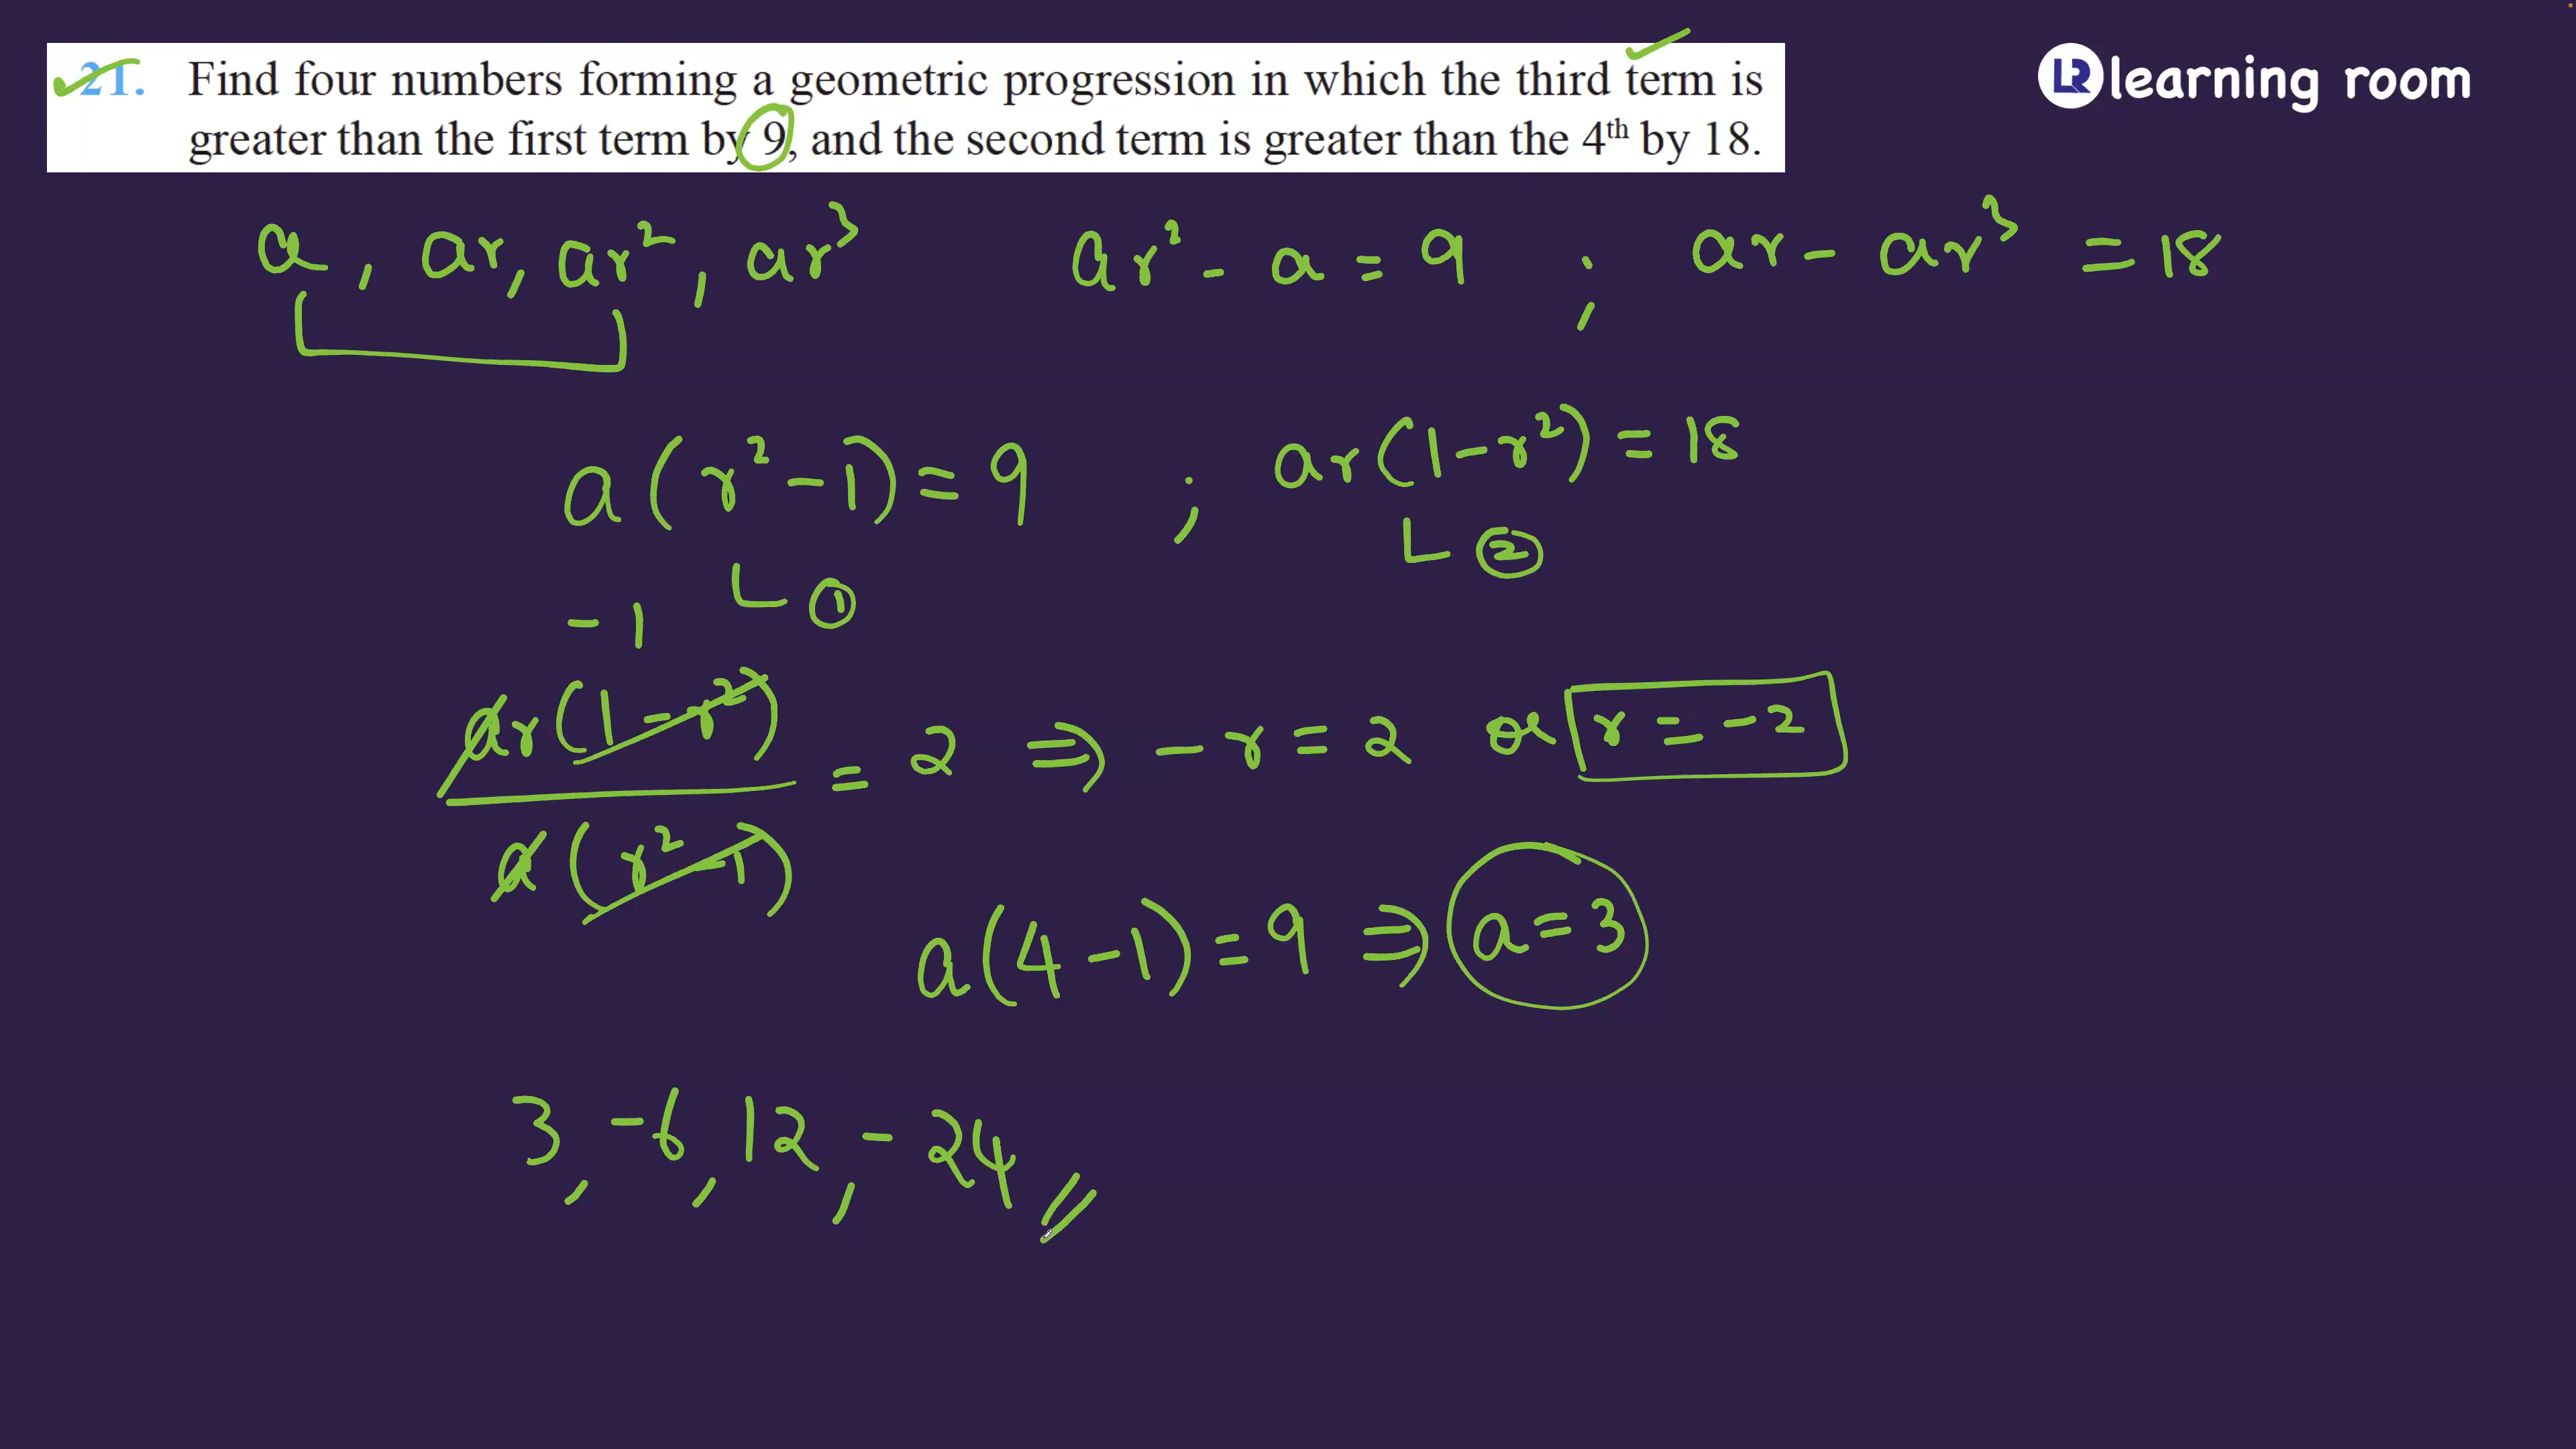 21. Find four numbers forming a geometric progression in which the third term is
greater than the first term by 9, and the second term is greater than the 4th by 18.
LR learning room
a, ar, ar², ar³
ar² - a = 9 ; ar - ar³ = 18
a(r² - 1) = 9 ; ar(1 - r²) = 18
└ ① └ ②
-1
ar(1 - r²) / a(r² - 1) = 2 ⇒ -r = 2 or r = -2
a(4 - 1) = 9 ⇒ a = 3
3, -6, 12, -24 //